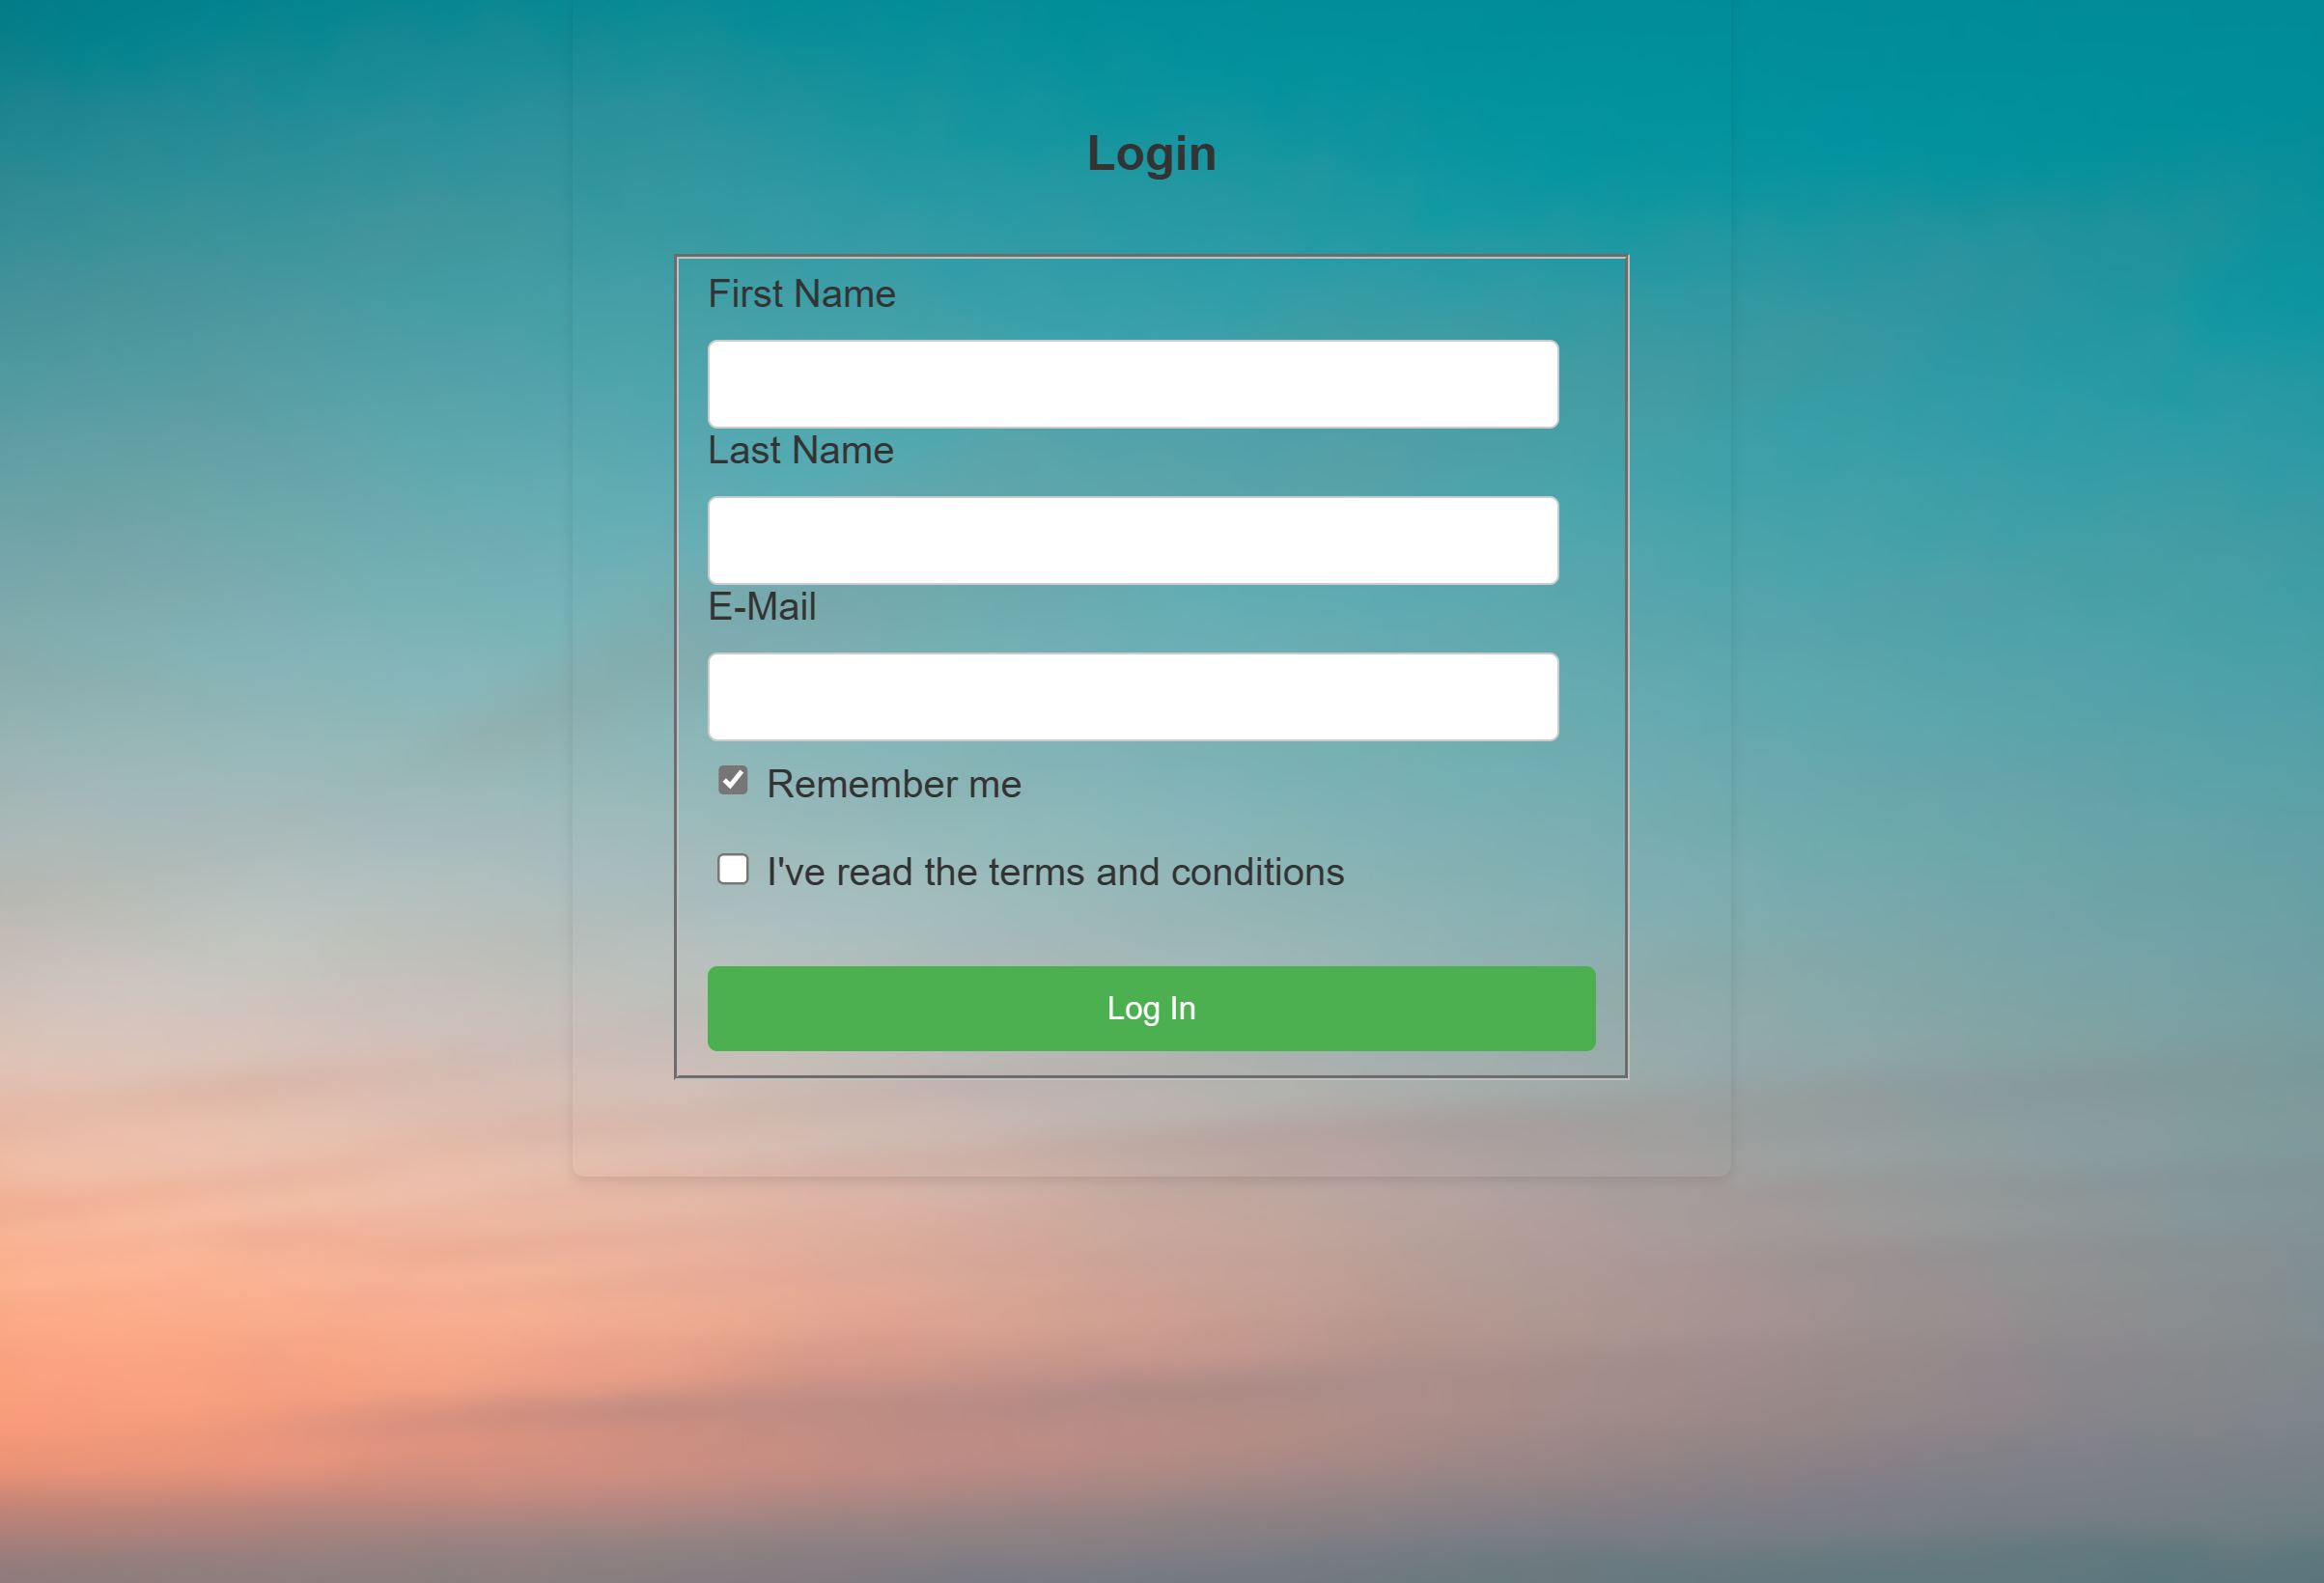 Login
First Name
Last Name
E-Mail
Remember me
I've read the terms and conditions
Log In